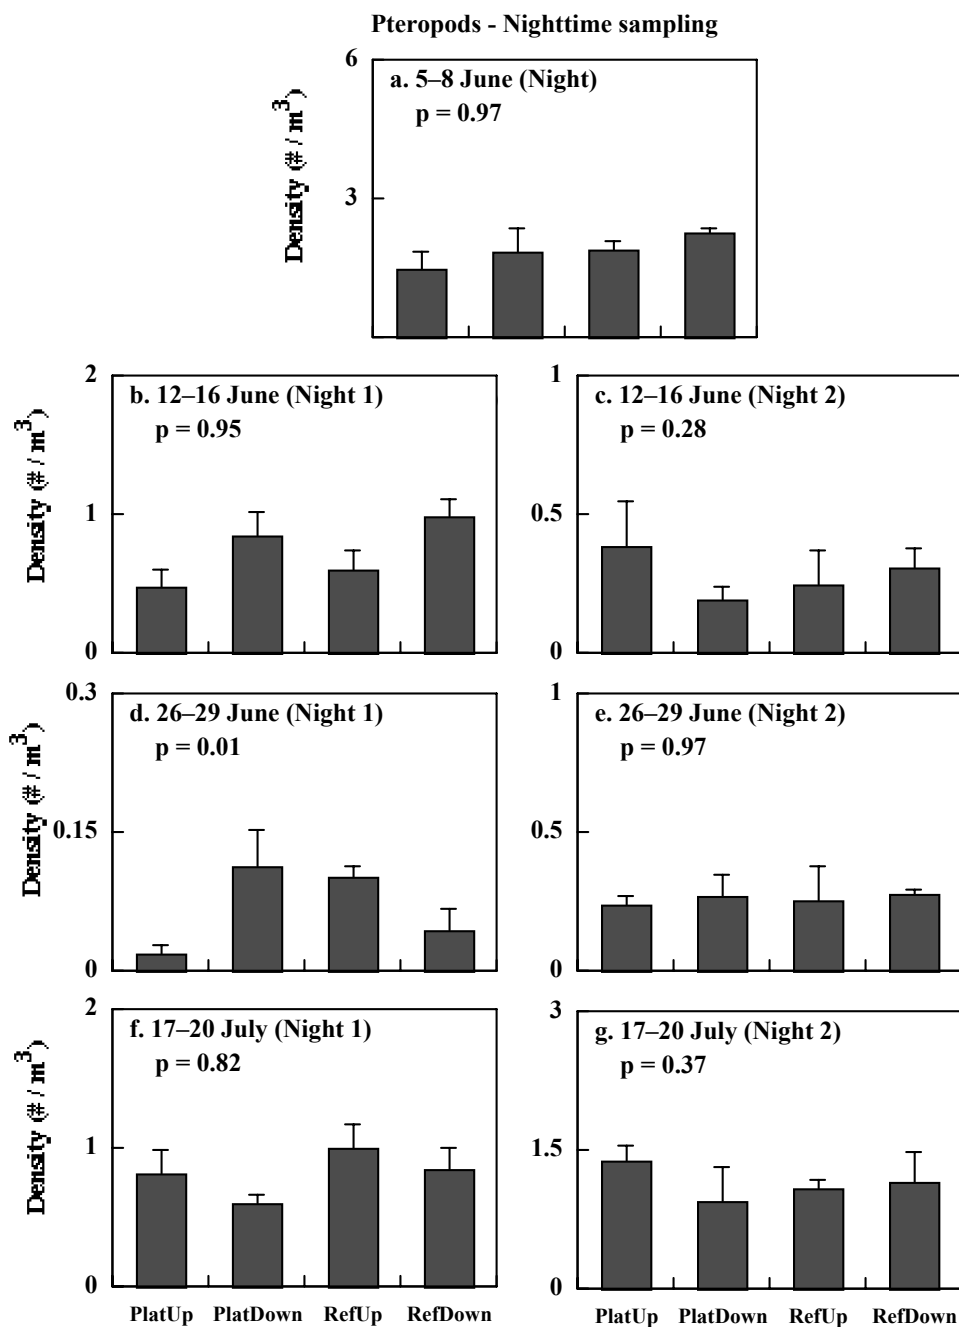 Pteropods - Nighttime sampling
6
a. 5–8 June (Night)
p = 0.97
Density (# / m³)
3
2
b. 12–16 June (Night 1)
p = 0.95
Density (# / m³)
1
0
1
c. 12–16 June (Night 2)
p = 0.28
0.5
0
0.3
d. 26–29 June (Night 1)
p = 0.01
Density (# / m³)
0.15
0
1
e. 26–29 June (Night 2)
p = 0.97
0.5
0
2
f. 17–20 July (Night 1)
p = 0.82
Density (# / m³)
1
0
PlatUp PlatDown RefUp RefDown
3
g. 17–20 July (Night 2)
p = 0.37
1.5
0
PlatUp PlatDown RefUp RefDown